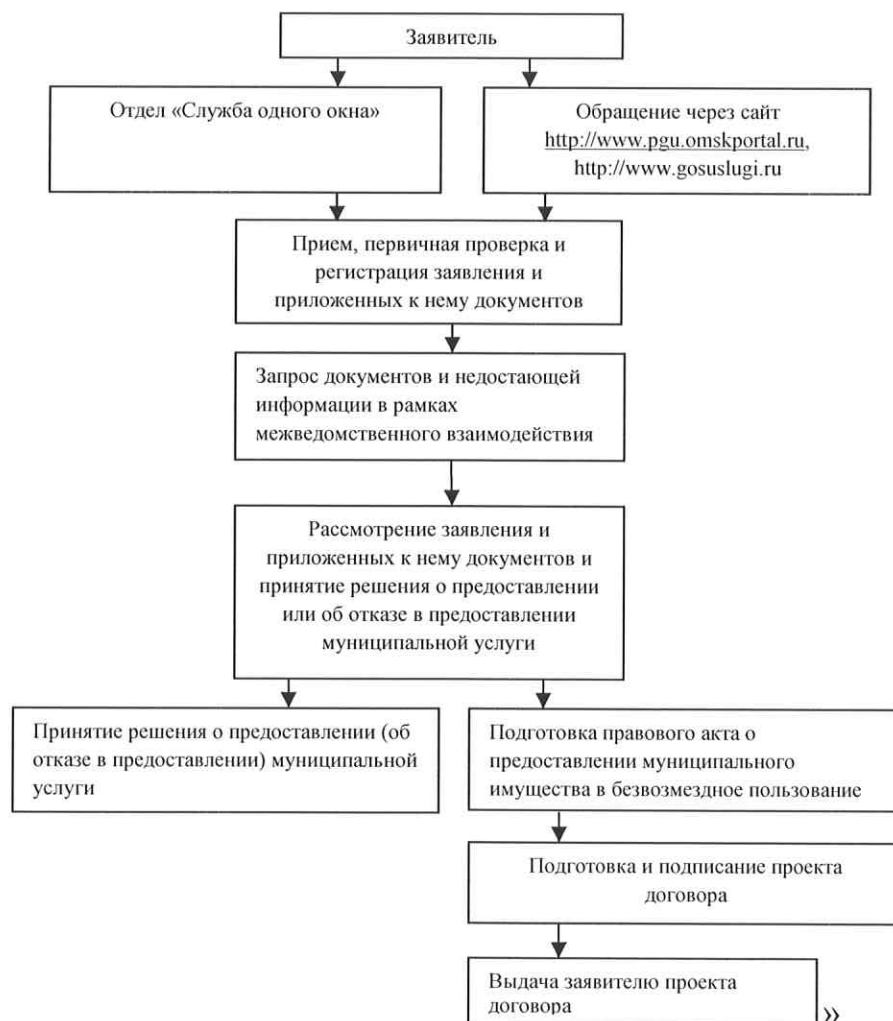 Заявитель
Отдел «Служба одного окна»
Обращение через сайт
http://www.pgu.omskportal.ru,
http://www.gosuslugi.ru
Прием, первичная проверка и
регистрация заявления и
приложенных к нему документов
Запрос документов и недостающей
информации в рамках
межведомственного взаимодействия
Рассмотрение заявления и
приложенных к нему документов и
принятие решения о предоставлении
или об отказе в предоставлении
муниципальной услуги
Принятие решения о предоставлении (об
отказе в предоставлении) муниципальной
услуги
Подготовка правового акта о
предоставлении муниципального
имущества в безвозмездное пользование
Подготовка и подписание проекта
договора
Выдача заявителю проекта
договора
»